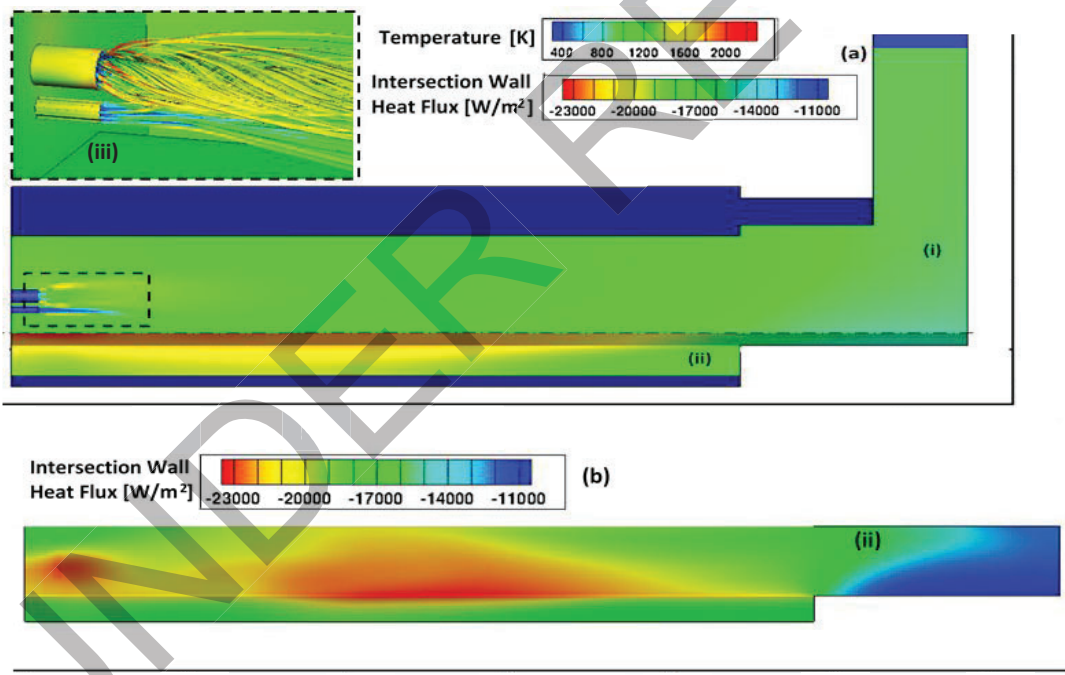 Temperature [K]
400 800 1200 1600 2000
(a)
Intersection Wall
Heat Flux [W/m²]
-23000 -20000 -17000 -14000 -11000
(iii)
(i)
(ii)
Intersection Wall
Heat Flux [W/m²]
-23000 -20000 -17000 -14000 -11000
(b)
(ii)
INDER RE